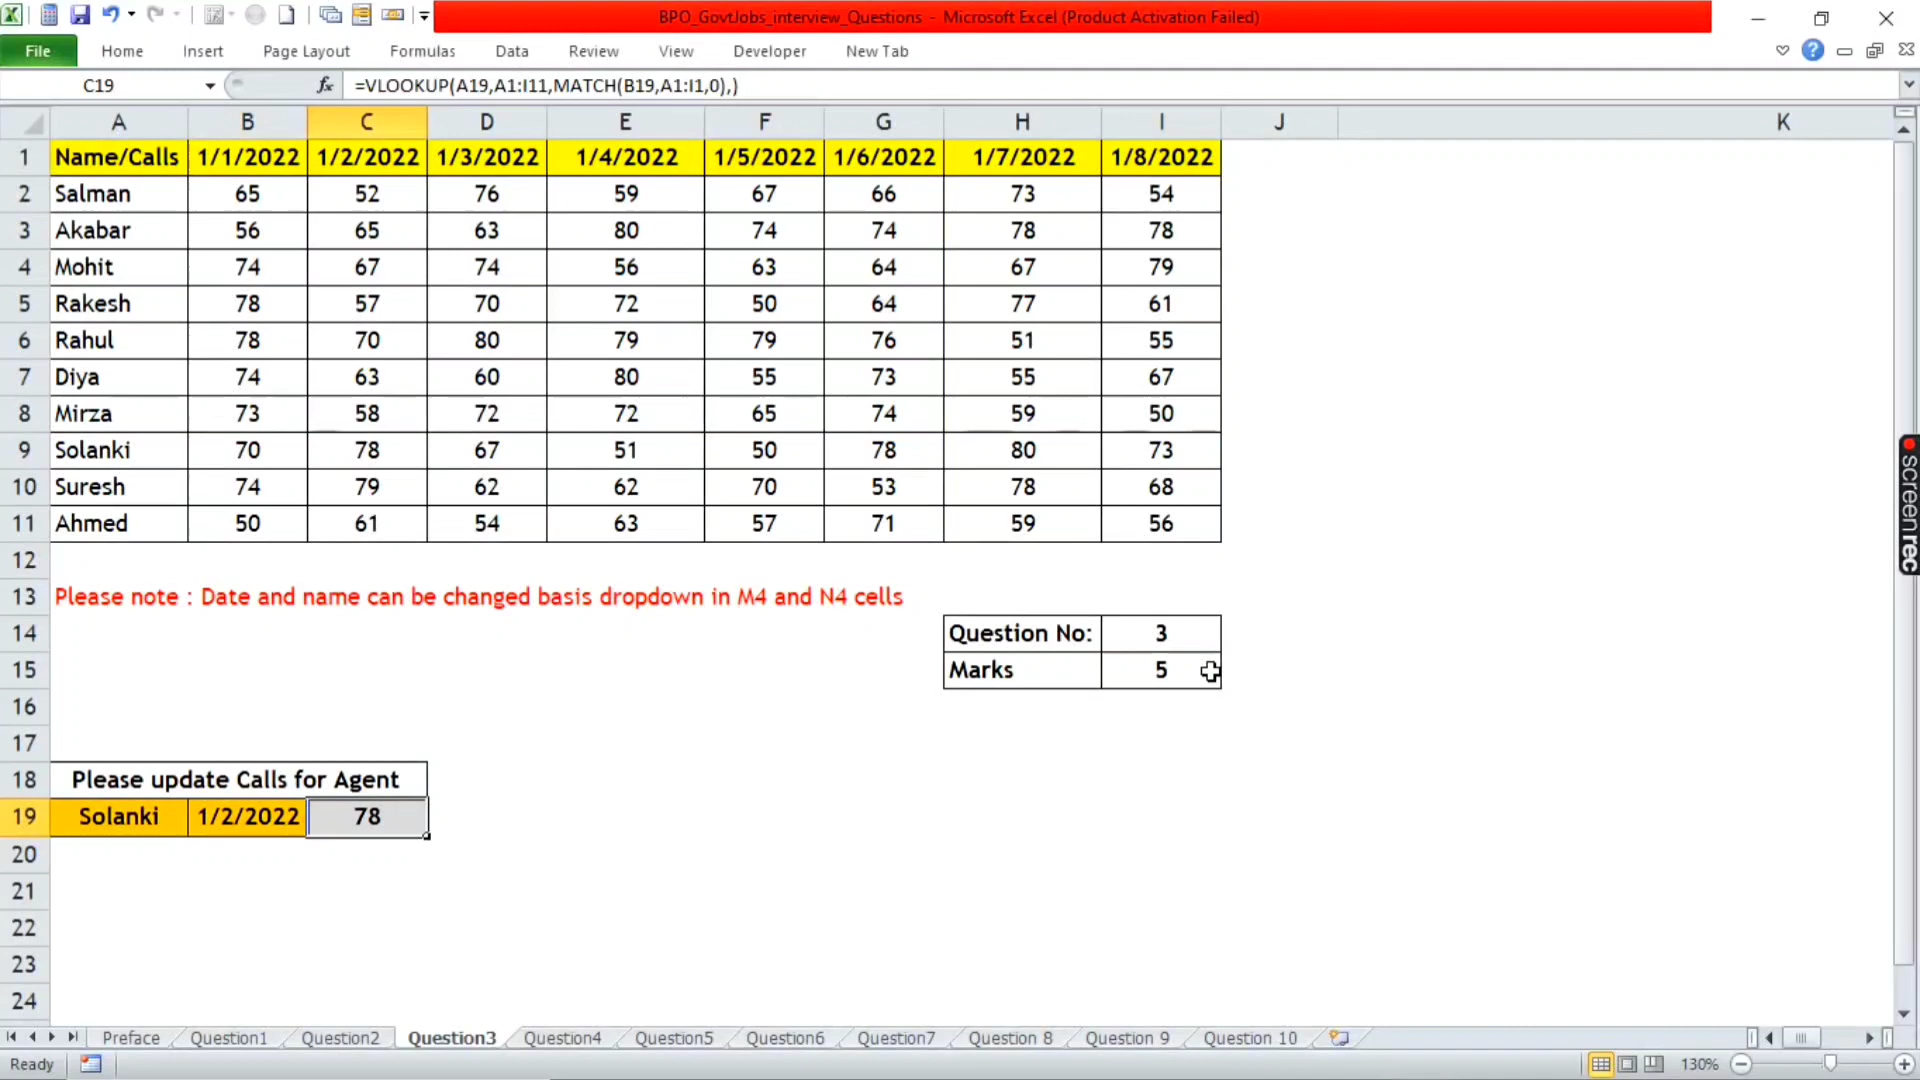 BPO_GovtJobs_interview_Questions - Microsoft Excel (Product Activation Failed)
File Home Insert Page Layout Formulas Data Review View Developer New Tab
C19 fx =VLOOKUP(A19,A1:I11,MATCH(B19,A1:I1,0),)
A B C D E F G H I J K
1 Name/Calls 1/1/2022 1/2/2022 1/3/2022 1/4/2022 1/5/2022 1/6/2022 1/7/2022 1/8/2022
2 Salman 65 52 76 59 67 66 73 54
3 Akabar 56 65 63 80 74 74 78 78
4 Mohit 74 67 74 56 63 64 67 79
5 Rakesh 78 57 70 72 50 64 77 61
6 Rahul 78 70 80 79 79 76 51 55
7 Diya 74 63 60 80 55 73 55 67
8 Mirza 73 58 72 72 65 74 59 50
9 Solanki 70 78 67 51 50 78 80 73
10 Suresh 74 79 62 62 70 53 78 68
11 Ahmed 50 61 54 63 57 71 59 56
12
13 Please note : Date and name can be changed basis dropdown in M4 and N4 cells
14 Question No: 3
15 Marks 5
16
17
18 Please update Calls for Agent
19 Solanki 1/2/2022 78
20
21
22
23
24
Preface Question1 Question2 Question3 Question4 Question5 Question6 Question7 Question 8 Question 9 Question 10
Ready 130%
screenrec